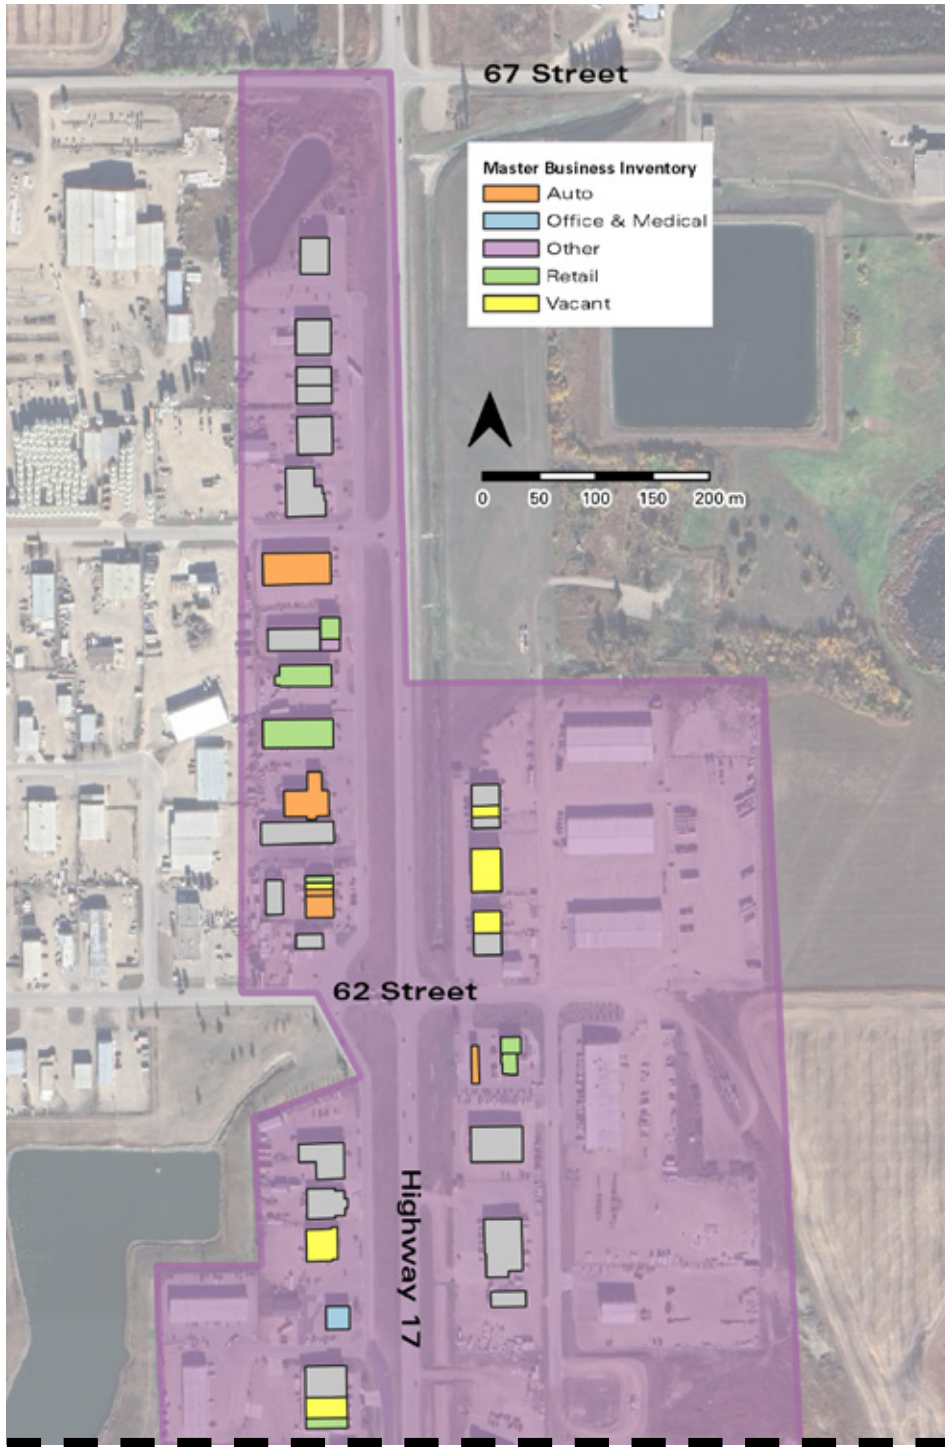 67 Street
Master Business Inventory
Auto
Office & Medical
Other
Retail
Vacant
0 50 100 150 200 m
62 Street
Highway 17